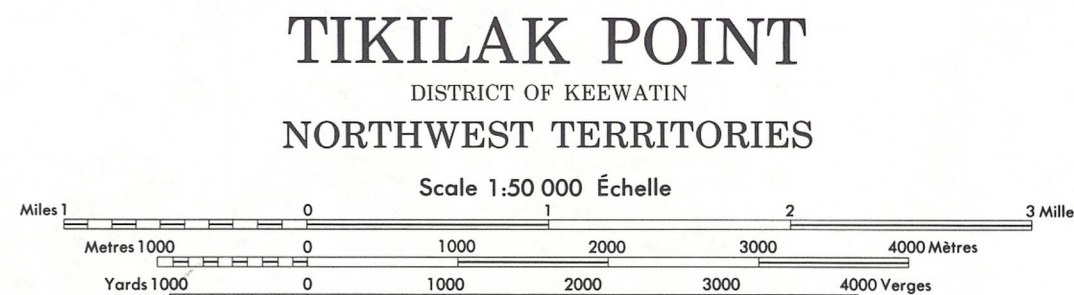 TIKILAK POINT
DISTRICT OF KEEWATIN
NORTHWEST TERRITORIES
Scale 1:50 000 Échelle
Miles 1 0 1 2 3 Mille
Metres 1000 0 1000 2000 3000 4000 Mètres
Yards 1000 0 1000 2000 3000 4000 Verges